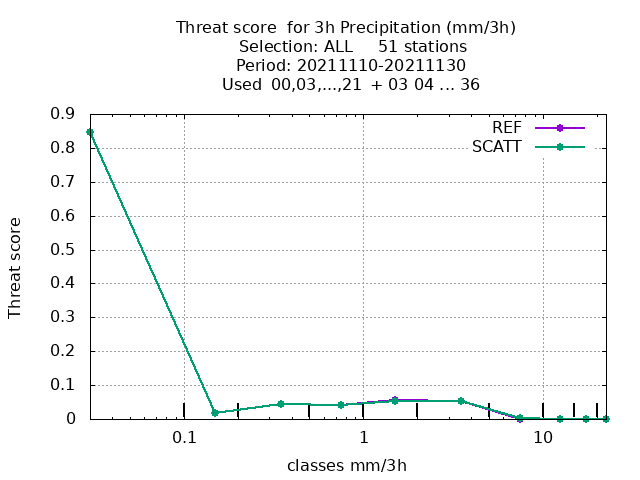 Threat score  for 3h Precipitation (mm/3h)
Selection: ALL     51 stations
Period: 20211110-20211130
Used  00,03,...,21  + 03 04 ... 36
REF
SCATT
0.9
0.8
0.7
0.6
0.5
0.4
0.3
0.2
0.1
0
Threat score
0.1 1 10
classes mm/3h